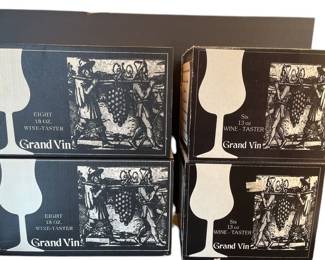 EIGHT
18 OZ.
WINE-TASTER
Grand Vin
Six
13 oz
WINE - TASTER
Grand Vin
EIGHT
18 OZ.
WINE-TASTER
Grand Vin
Six
13 oz
WINE - TASTER
Grand Vin